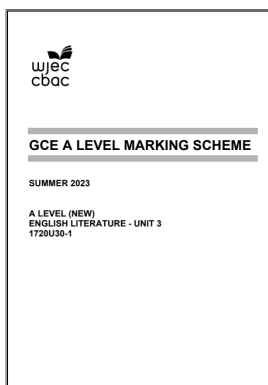 wjec
cbac
GCE A LEVEL MARKING SCHEME
SUMMER 2023
A LEVEL (NEW)
ENGLISH LITERATURE - UNIT 3
1720U30-1